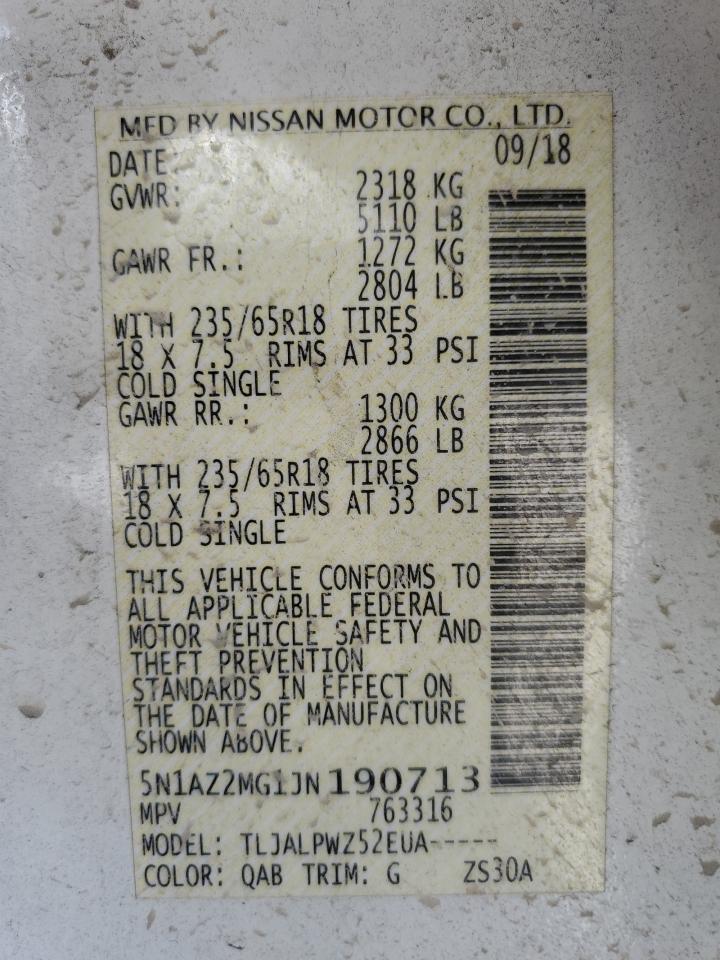 MFD BY NISSAN MOTOR CO., LTD.
DATE: 09/18
GVWR: 2318 KG
5110 LB
GAWR FR.: 1272 KG
2804 LB
WITH 235/65R18 TIRES
18 X 7.5 RIMS AT 33 PSI
COLD SINGLE
GAWR RR.: 1300 KG
2866 LB
WITH 235/65R18 TIRES
18 X 7.5 RIMS AT 33 PSI
COLD SINGLE
THIS VEHICLE CONFORMS TO
ALL APPLICABLE FEDERAL
MOTOR VEHICLE SAFETY AND
THEFT PREVENTION
STANDARDS IN EFFECT ON
THE DATE OF MANUFACTURE
SHOWN ABOVE.
5N1AZ2MG1JN190713
MPV 763316
MODEL: TLJALPWZ52EUA-----
COLOR: QAB TRIM: G ZS30A